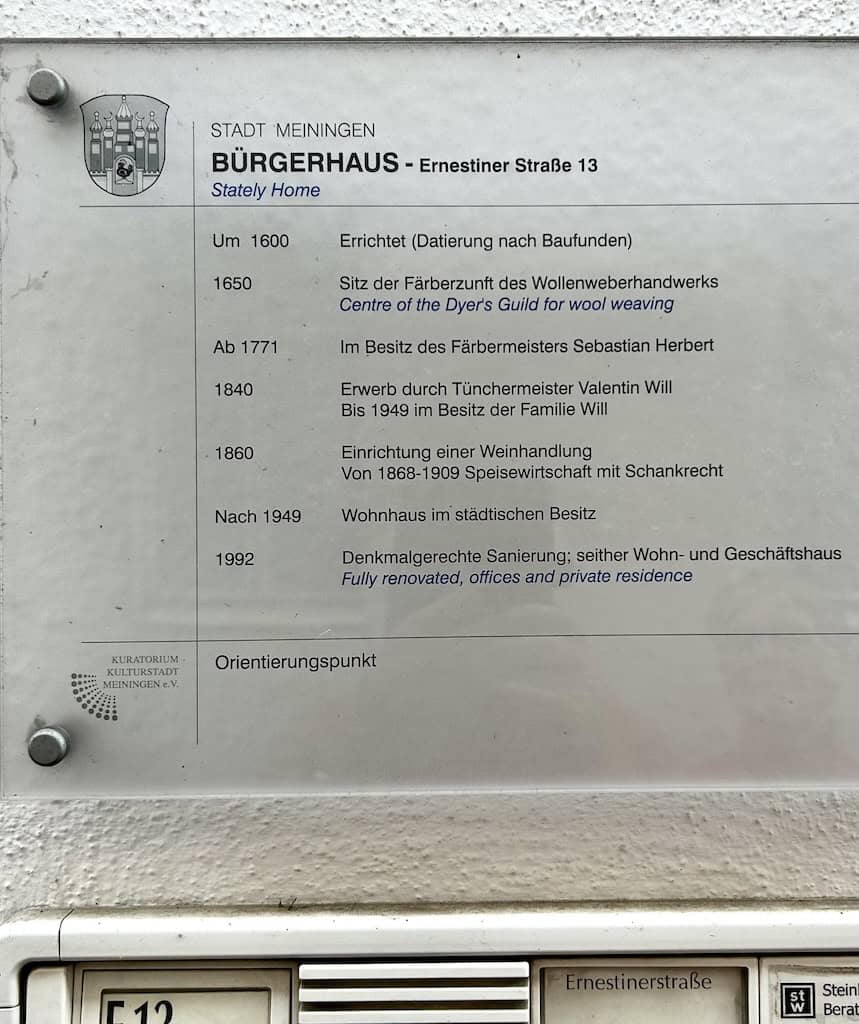 STADT MEININGEN
BÜRGERHAUS - Ernestiner Straße 13
Stately Home
Um 1600 Errichtet (Datierung nach Baufunden)
1650 Sitz der Färberzunft des Wollenweberhandwerks
Centre of the Dyer's Guild for wool weaving
Ab 1771 Im Besitz des Färbermeisters Sebastian Herbert
1840 Erwerb durch Tünchermeister Valentin Will
Bis 1949 im Besitz der Familie Will
1860 Einrichtung einer Weinhandlung
Von 1868-1909 Speisewirtschaft mit Schankrecht
Nach 1949 Wohnhaus im städtischen Besitz
1992 Denkmalgerechte Sanierung; seither Wohn- und Geschäftshaus
Fully renovated, offices and private residence
KURATORIUM
KULTURSTADT
MEININGEN e.V.
Orientierungspunkt
Ernestinerstraße
stw